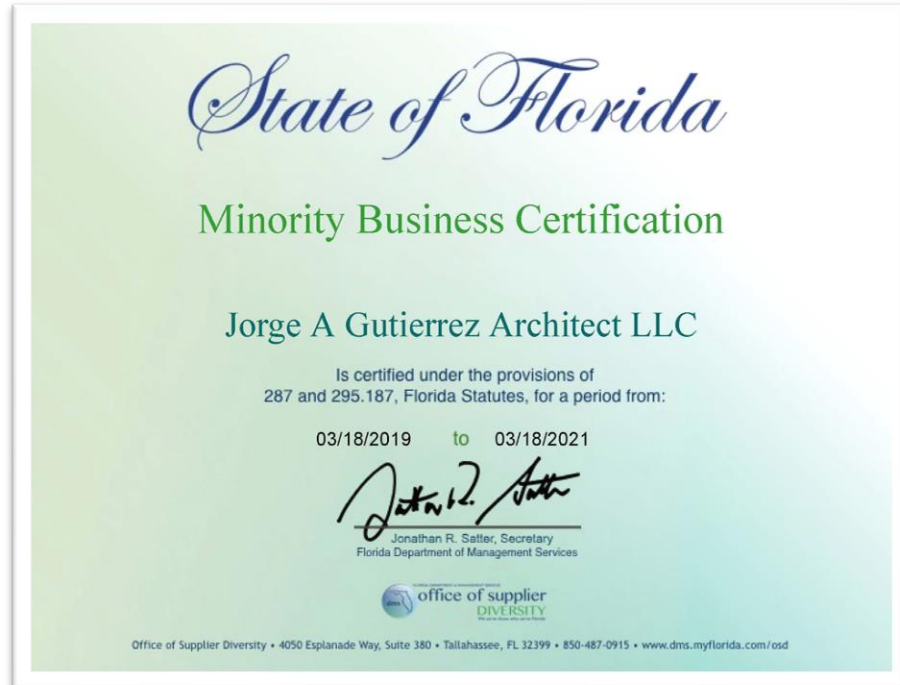 State of Florida
Minority Business Certification
Jorge A Gutierrez Architect LLC
Is certified under the provisions of
287 and 295.187, Florida Statutes, for a period from:
03/18/2019 to 03/18/2021
Jonathan R. Satter, Secretary
Florida Department of Management Services
dms
office of supplier
DIVERSITY
Office of Supplier Diversity • 4050 Esplanade Way, Suite 380 • Tallahassee, FL 32399 • 850-487-0915 • www.dms.myflorida.com/osd